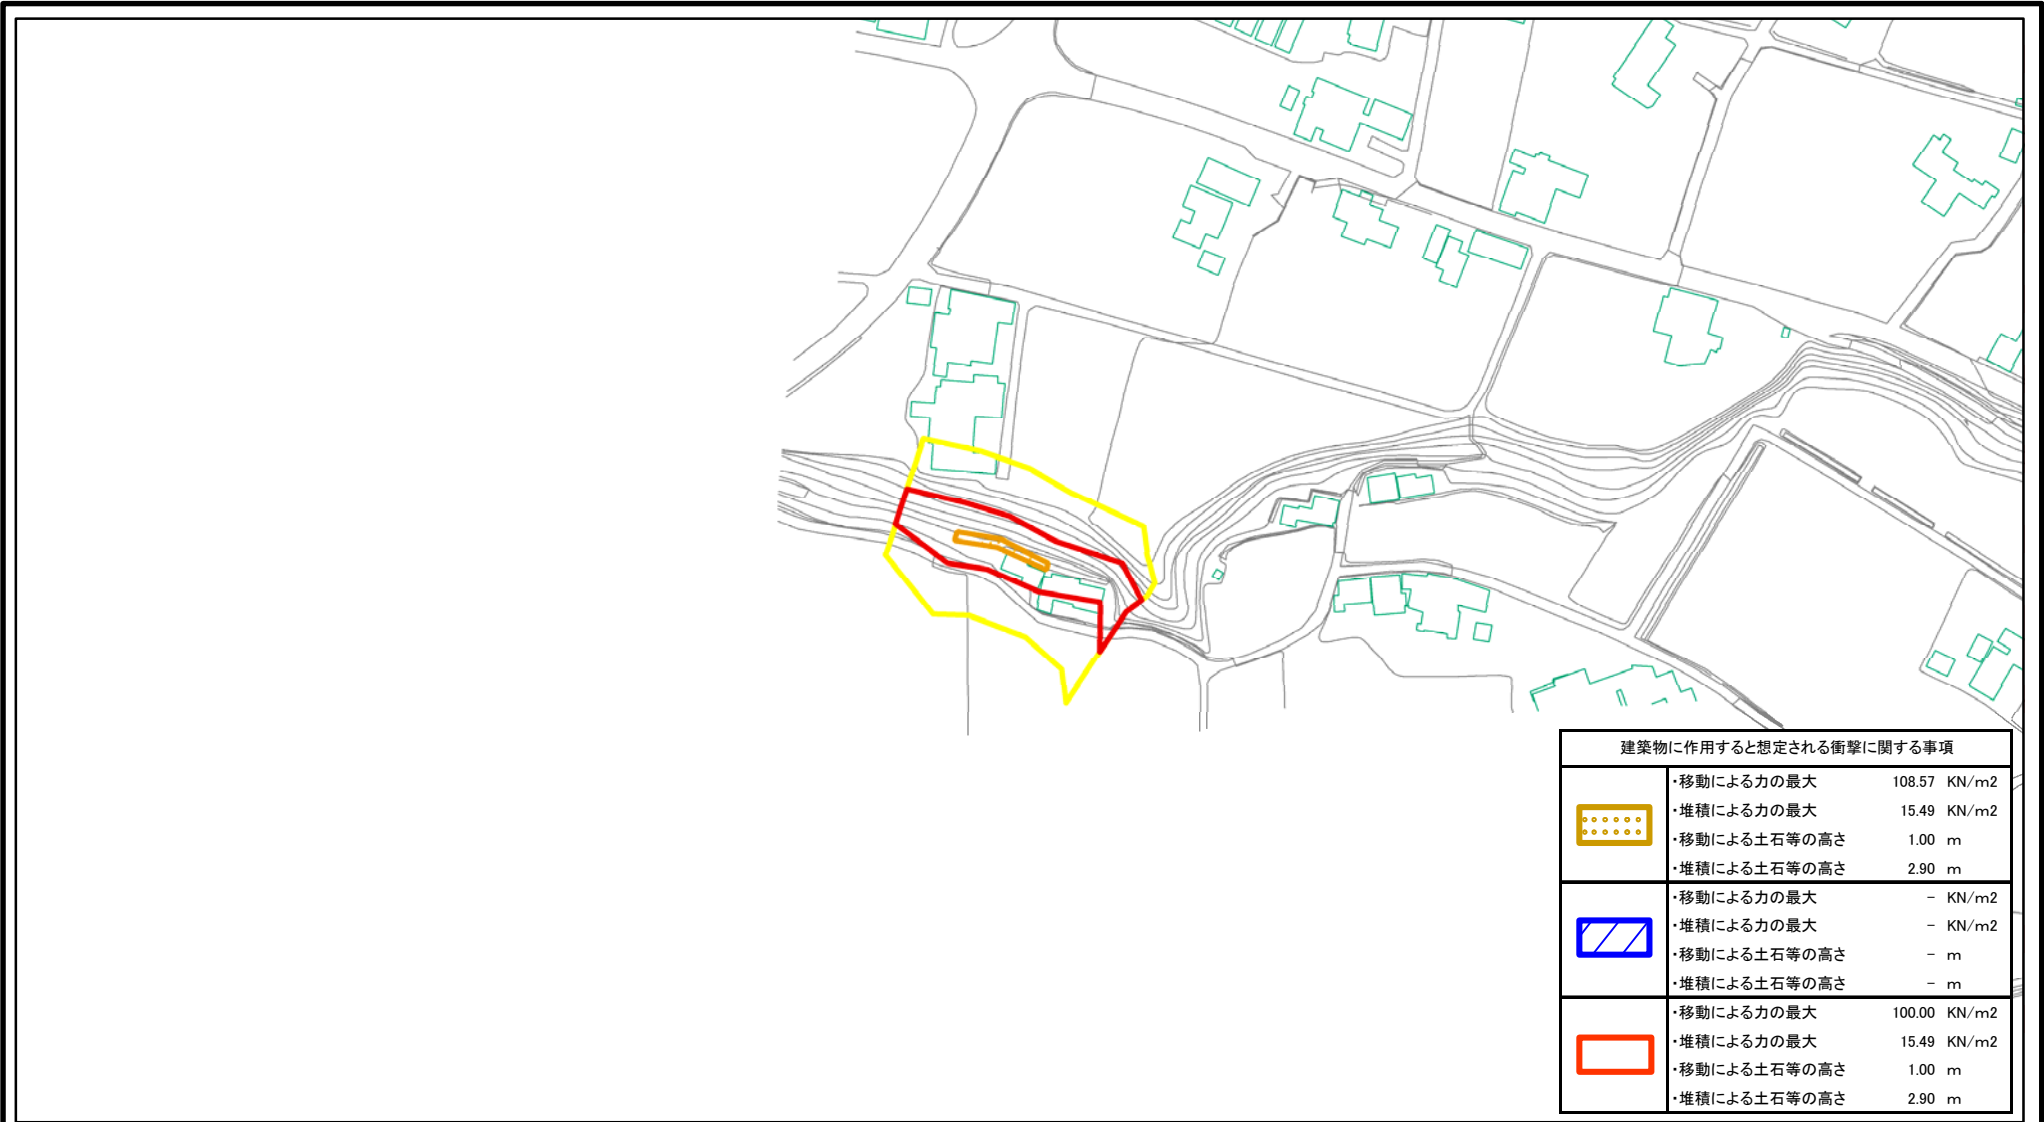 建築物に作用すると想定される衝撃に関する事項
・移動による力の最大 108.57 KN/m2
・堆積による力の最大 15.49 KN/m2
・移動による土石等の高さ 1.00 m
・堆積による土石等の高さ 2.90 m
・移動による力の最大 - KN/m2
・堆積による力の最大 - KN/m2
・移動による土石等の高さ - m
・堆積による土石等の高さ - m
・移動による力の最大 100.00 KN/m2
・堆積による力の最大 15.49 KN/m2
・移動による土石等の高さ 1.00 m
・堆積による土石等の高さ 2.90 m